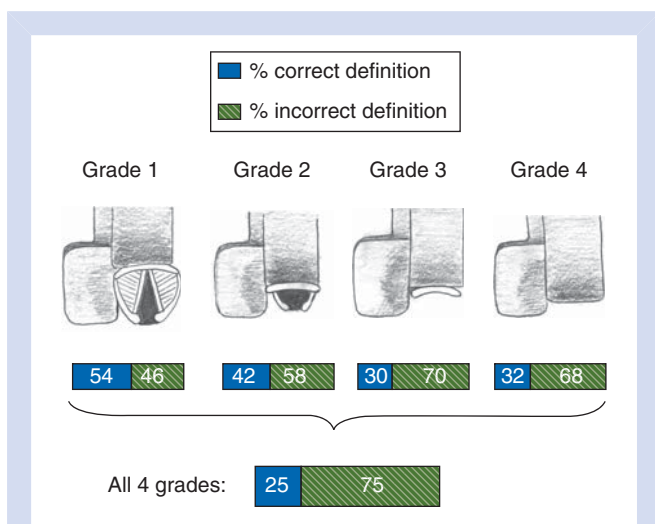 % correct definition
% incorrect definition
Grade 1 Grade 2 Grade 3 Grade 4
54 46 42 58 30 70 32 68
All 4 grades: 25 75